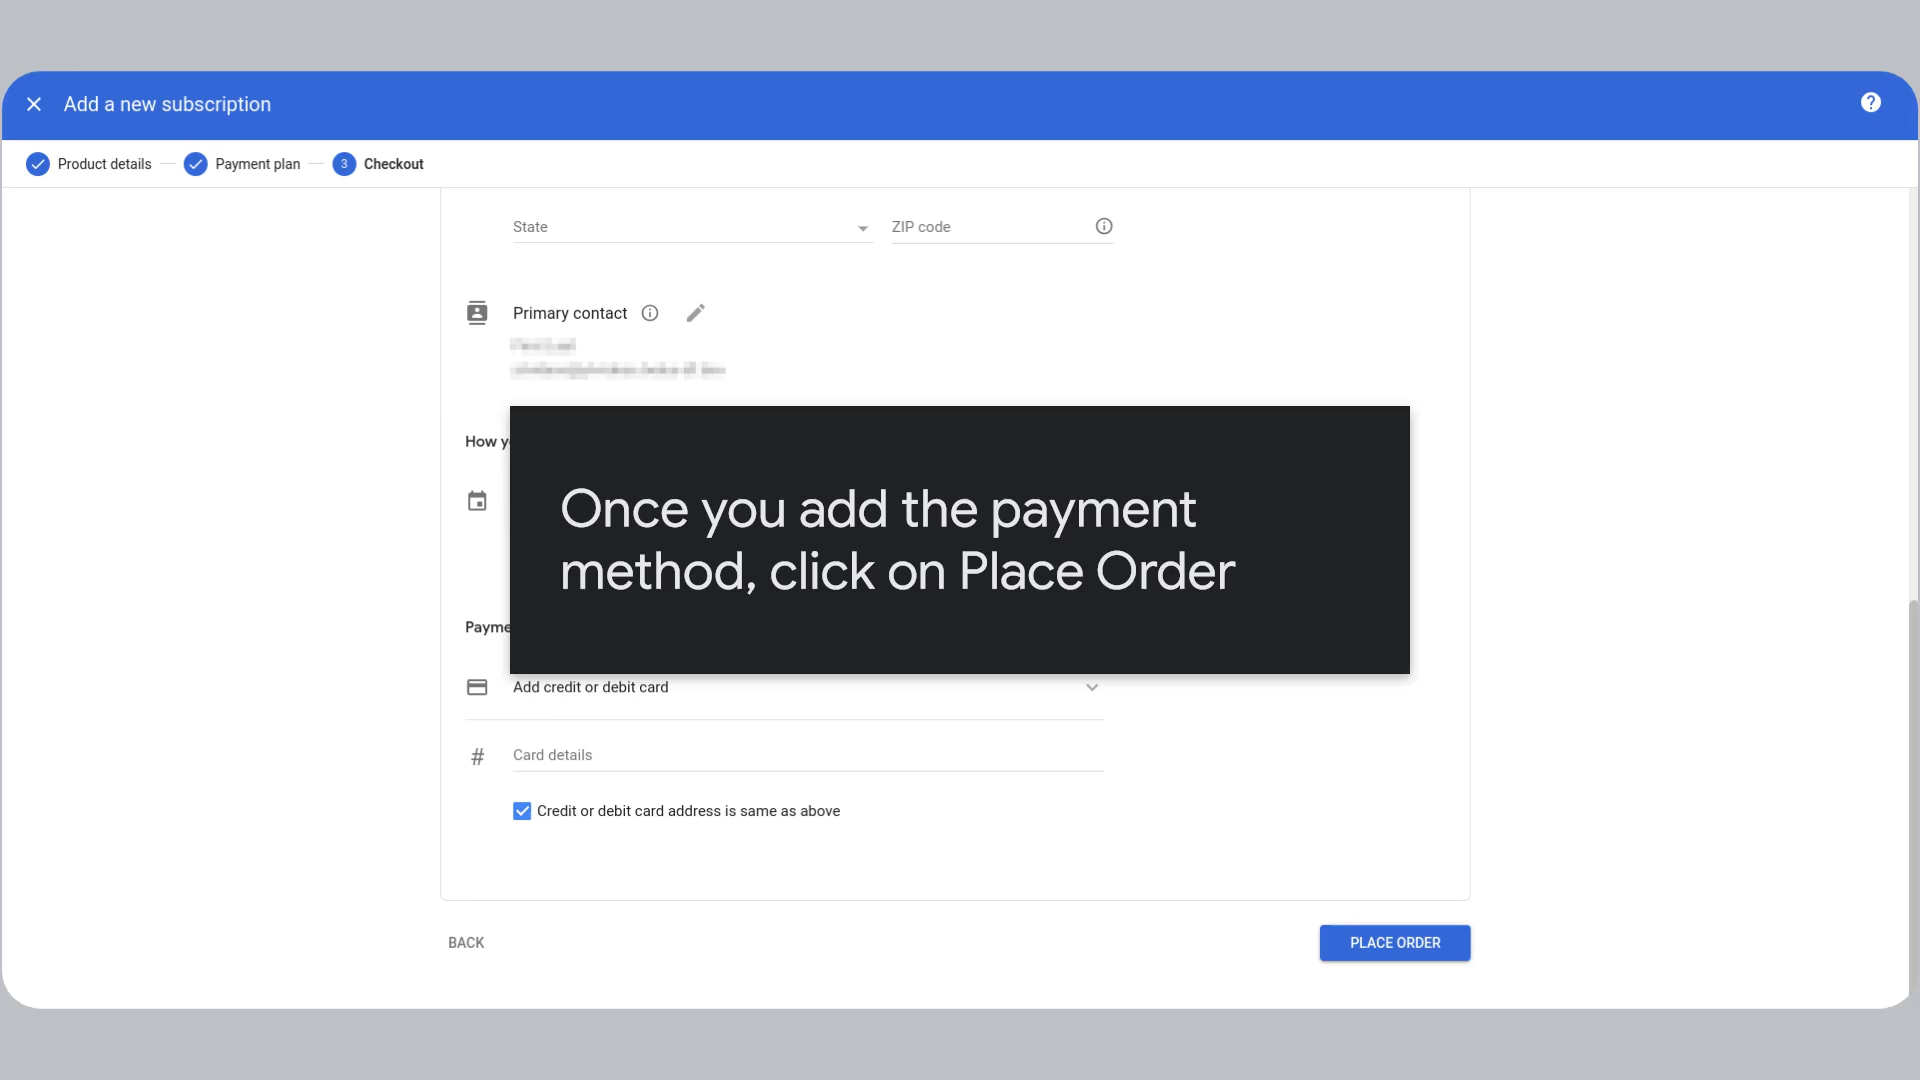 Add a new subscription
?
Product details
Payment plan
3 Checkout
State
ZIP code
Primary contact
How
Once you add the payment
method, click on Place Order
Add credit or debit card
# Card details
Credit or debit card address is same as above
BACK
PLACE ORDER